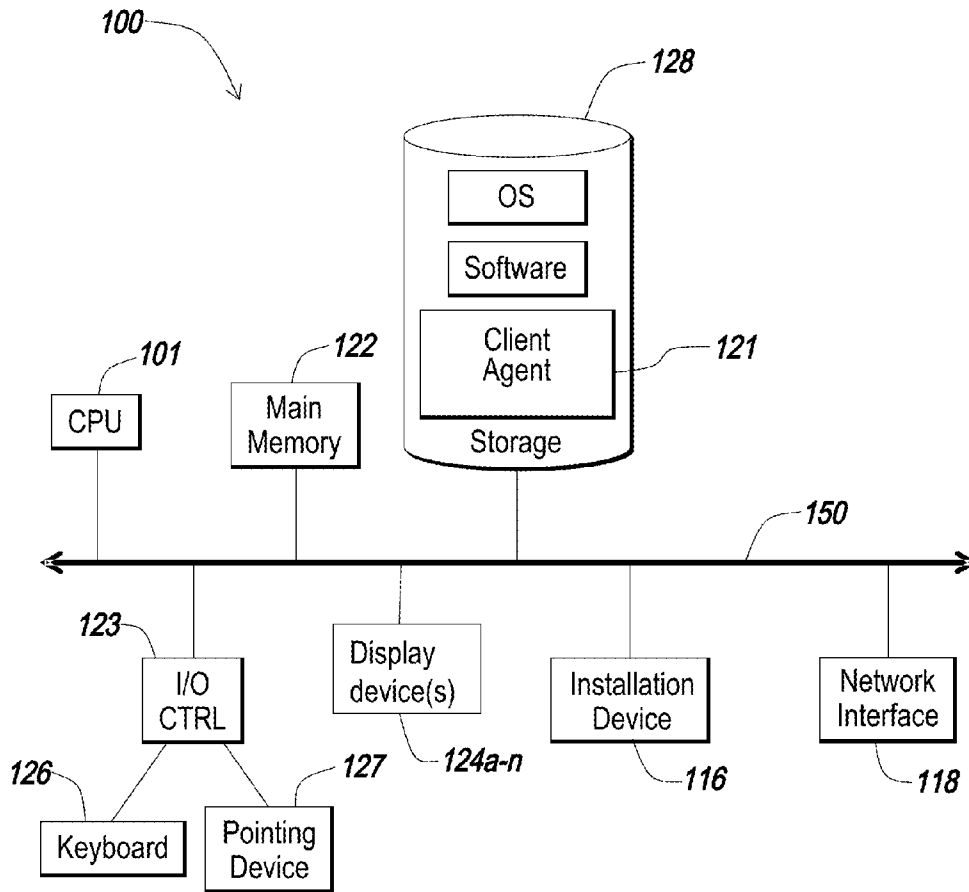 100
128
OS
Software
Client
Agent
121
Storage
101
CPU
122
Main
Memory
150
123
I/O
CTRL
Display
device(s)
124a-n
Installation
Device
116
Network
Interface
118
126
Keyboard
127
Pointing
Device